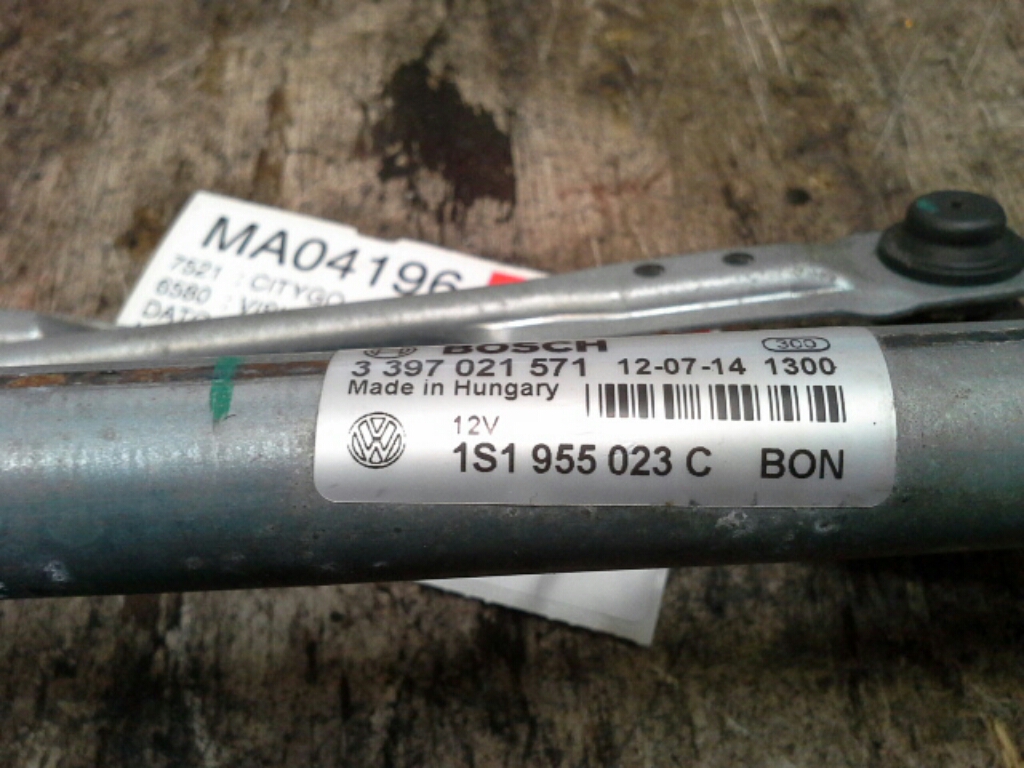 MA04196
7521 : CITYGO
6580 :
DATO
BOSCH 300
3 397 021 571 12-07-14 1300
Made in Hungary
12V
1S1 955 023 C BON